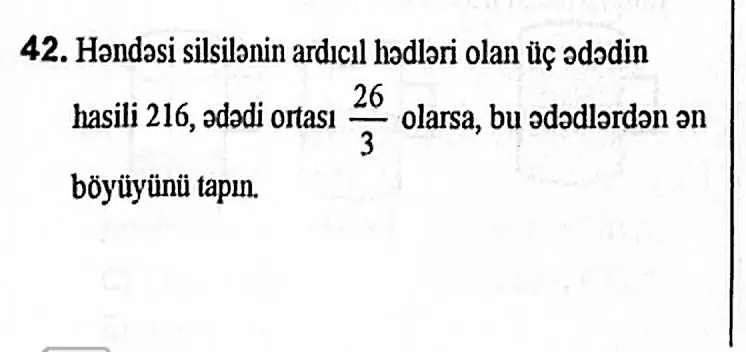 42. Həndəsi silsilənin ardıcıl hədləri olan üç ədədin
hasili 216, ədədi ortası 26/3 olarsa, bu ədədlərdən ən
böyüyünü tapın.